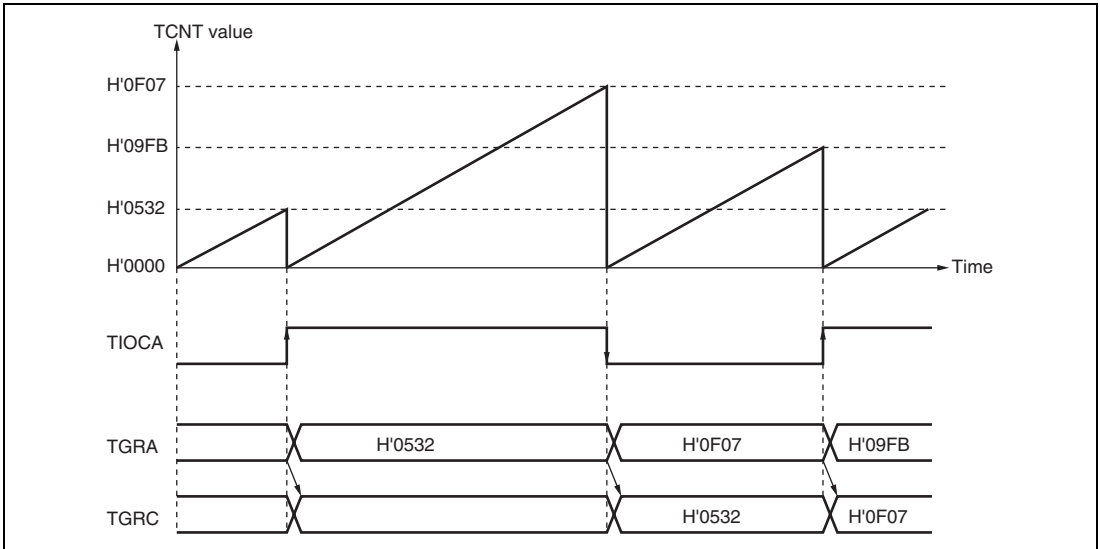 TCNT value
H'0F07
H'09FB
H'0532
H'0000
Time
TIOCA
TGRA H'0532 H'0F07 H'09FB
TGRC H'0532 H'0F07